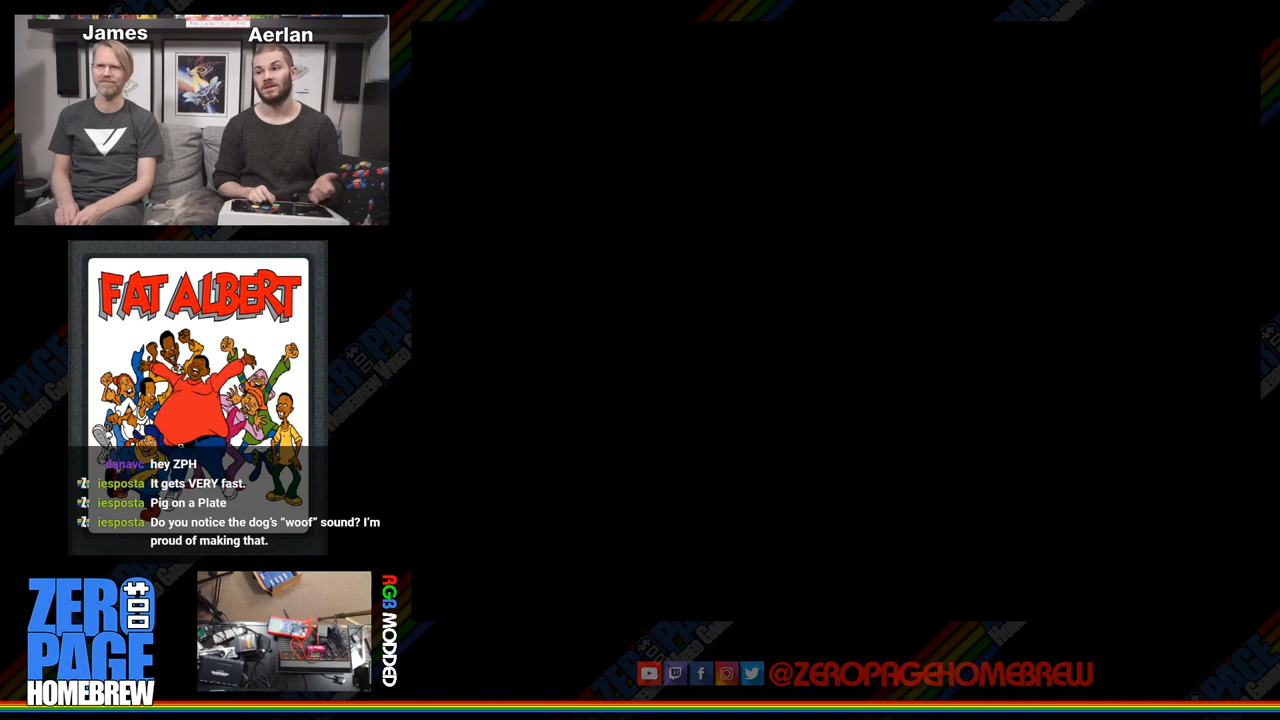 James
Aerlan
FAT ALBERT
danavc hey ZPH
iesposta It gets VERY fast.
iesposta Pig on a Plate
iesposta Do you notice the dog's “woof” sound? I'm
proud of making that.
ZERO
PAGE
HOMEBREW
RGB MODDED
@ZEROPAGEHOMEBREW